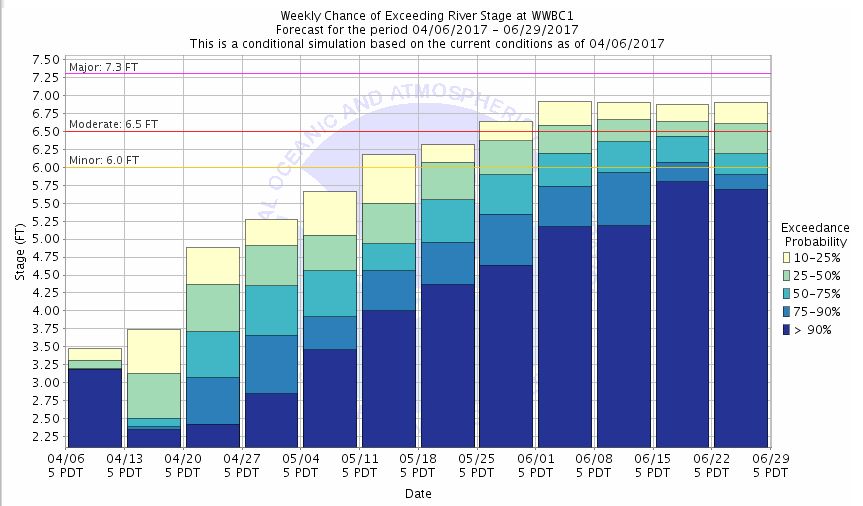 Weekly Chance of Exceeding River Stage at WWBC1
Forecast for the period 04/06/2017 - 06/29/2017
This is a conditional simulation based on the current conditions as of 04/06/2017
7.50
7.25
7.00
6.75
6.50
6.25
6.00
5.75
5.50
5.25
5.00
4.75
4.50
4.25
4.00
3.75
3.50
3.25
3.00
2.75
2.50
2.25
Stage (FT)
Major: 7.3 FT
Moderate: 6.5 FT
Minor: 6.0 FT
OCEANIC AND ATMOSPHERIC
Exceedance
Probability
10-25%
25-50%
50-75%
75-90%
> 90%
04/06 04/13 04/20 04/27 05/04 05/11 05/18 05/25 06/01 06/08 06/15 06/22 06/29
5 PDT 5 PDT 5 PDT 5 PDT 5 PDT 5 PDT 5 PDT 5 PDT 5 PDT 5 PDT 5 PDT 5 PDT 5 PDT
Date